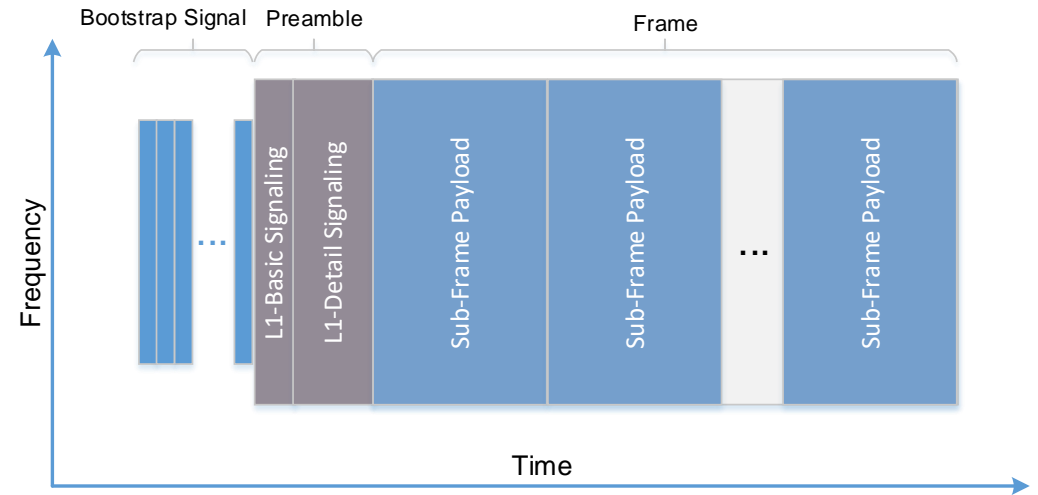 Bootstrap Signal
Preamble
Frame
Frequency
...
L1-Basic Signaling
L1-Detail Signaling
Sub-Frame Payload
Sub-Frame Payload
...
Sub-Frame Payload
Time